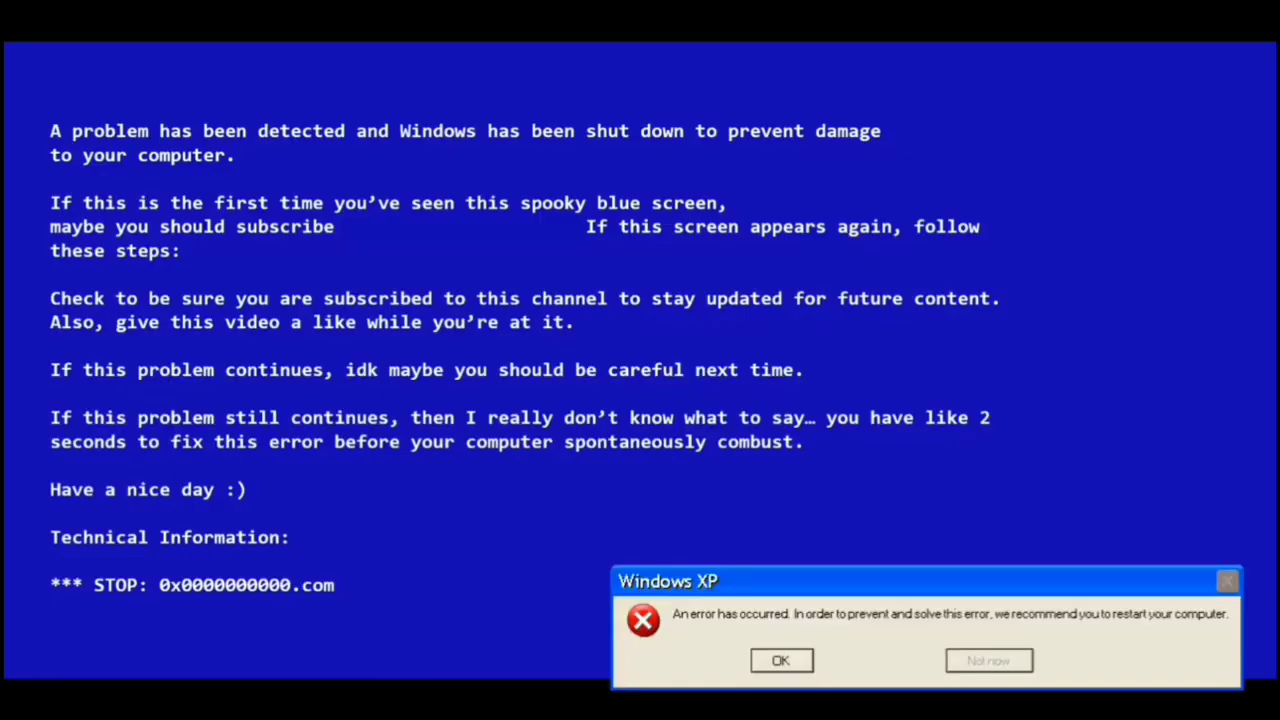 A problem has been detected and Windows has been shut down to prevent damage
to your computer.
If this is the first time you’ve seen this spooky blue screen,
maybe you should subscribe If this screen appears again, follow
these steps:
Check to be sure you are subscribed to this channel to stay updated for future content.
Also, give this video a like while you’re at it.
If this problem continues, idk maybe you should be careful next time.
If this problem still continues, then I really don’t know what to say… you have like 2
seconds to fix this error before your computer spontaneously combust.
Have a nice day :)
Technical Information:
*** STOP: 0x0000000000.com
Windows XP
An error has occurred. In order to prevent and solve this error, we recommend you to restart your computer.
OK Not now